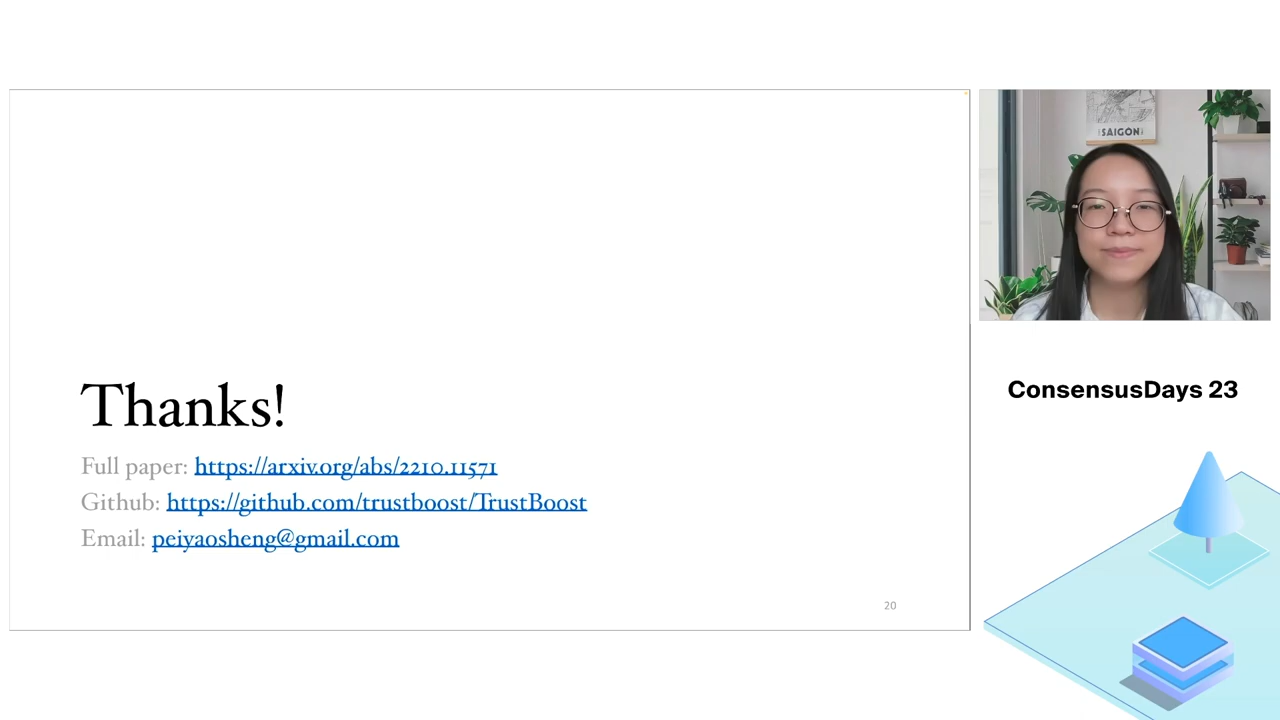 Thanks!
Full paper: https://arxiv.org/abs/2210.11571
Github: https://github.com/trustboost/TrustBoost
Email: peiyaosheng@gmail.com
20
SAIGON
ConsensusDays 23